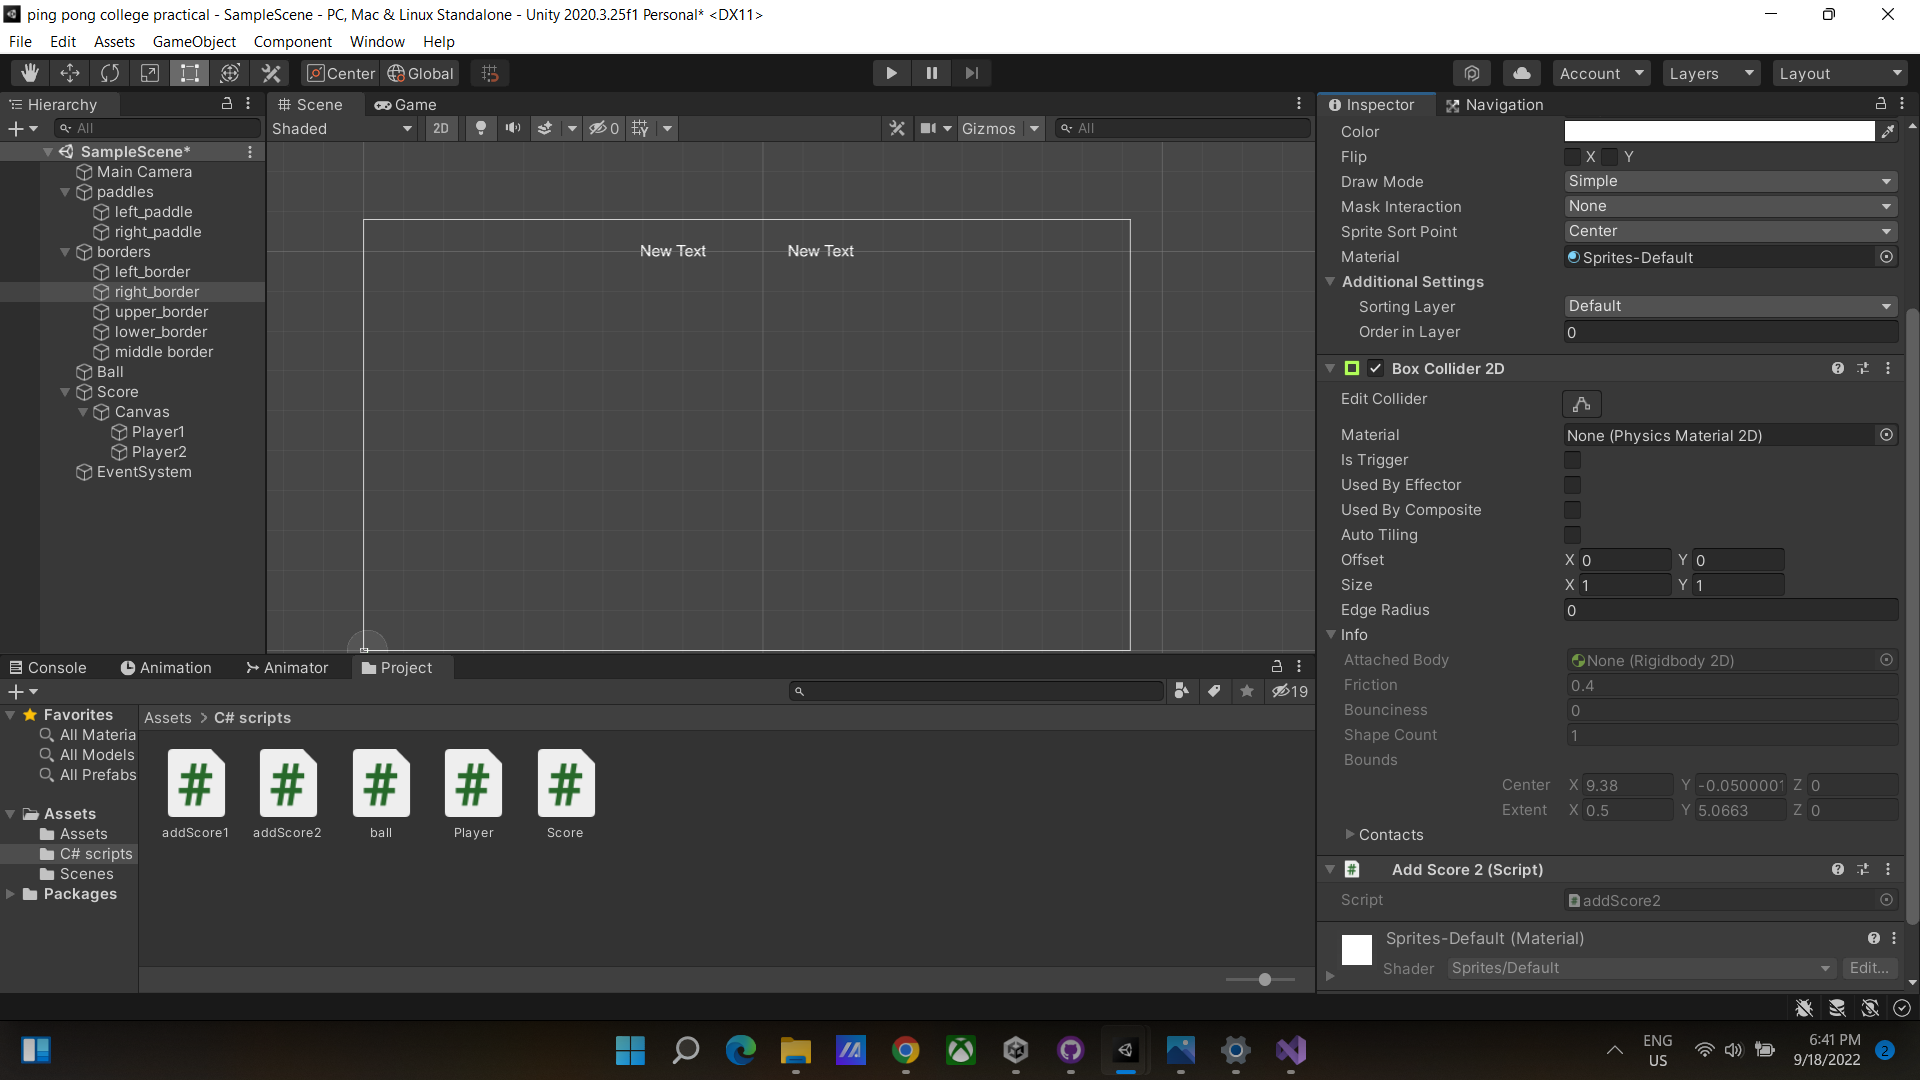 ping pong college practical - SampleScene - PC, Mac & Linux Standalone - Unity 2020.3.25f1 Personal* <DX11>
File Edit Assets GameObject Component Window Help
Center Global Account Layers Layout
Hierarchy
All
SampleScene*
Main Camera
paddles
left_paddle
right_paddle
borders
left_border
right_border
upper_border
lower_border
middle border
Ball
Score
Canvas
Player1
Player2
EventSystem
Scene Game
Shaded 2D 0 Gizmos All
New Text New Text
Inspector Navigation
Color
Flip X Y
Draw Mode Simple
Mask Interaction None
Sprite Sort Point Center
Material Sprites-Default
Additional Settings
Sorting Layer Default
Order in Layer 0
Box Collider 2D
Edit Collider
Material None (Physics Material 2D)
Is Trigger
Used By Effector
Used By Composite
Auto Tiling
Offset X 0 Y 0
Size X 1 Y 1
Edge Radius 0
Info
Attached Body None (Rigidbody 2D)
Friction 0.4
Bounciness 0
Shape Count 1
Bounds
Center X 9.38 Y -0.0500001 Z 0
Extent X 0.5 Y 5.0663 Z 0
Contacts
# Add Score 2 (Script)
Script addScore2
Sprites-Default (Material)
Shader Sprites/Default Edit...
Console Animation Animator Project
19
Favorites
All Materia
All Models
All Prefabs
Assets
Assets
C# scripts
Scenes
Packages
Assets > C# scripts
# # # # #
addScore1 addScore2 ball Player Score
ENG
US
6:41 PM
9/18/2022
2